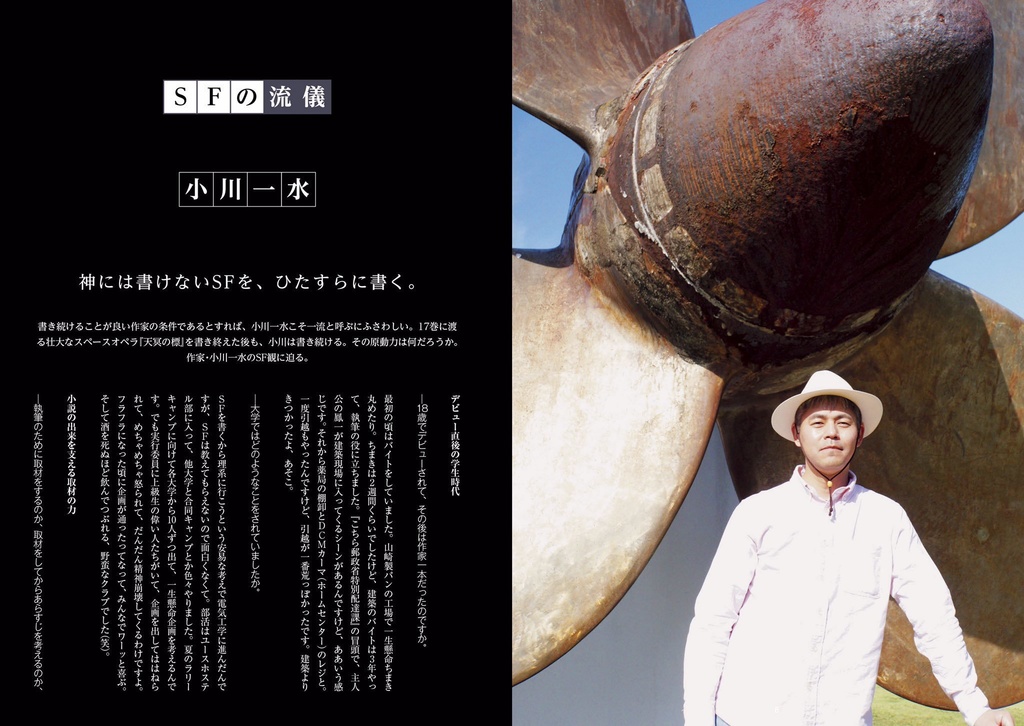 SFの流儀
小川一水
神には書けないSFを、ひたすらに書く。
書き続けることが良い作家の条件であるとすれば、小川一水こそ一流と呼ぶにふさわしい。17巻に渡
る壮大なスペースオペラ『天冥の標』を書き終えた後も、小川は書き続ける。その原動力は何だろうか。
作家・小川一水のSF観に迫る。
デビュー直後の学生時代
―18歳でデビューされて、その後は作家一本だったのですか。
最初の頃はバイトをしていました。山崎製パンの工場で一生懸命ちまき
丸めたり。ちまきは2週間くらいでしたけど、建築のバイトは3年やっ
て、執筆の役に立ちました。『こちら郵政省特別配達課』の冒頭で、主人
公の鳳一が建築現場に入ってくるシーンがあるんですけど、ああいう感
じです。それから薬局の棚卸とDCMカーマ(ホームセンター)のレジと。
一度引越もやったんですけど、引越が一番荒っぽかったです。建築より
きつかったよ、あそこ。
―大学ではどのようなことをされていましたか。
SFを書くから理系に行こうという安易な考えで電気工学に進んだんで
すが、SFは教えてもらえないので面白くなくて。部活はユースホステ
ル部に入って、他大学と合同キャンプとか色々やりました。夏のラリー
キャンプに向けて各大学から10人ずつ出て、一生懸命企画を考えるんで
す。でも実行委員に上級生の偉い人たちがいて、企画を出してははねら
れて、めちゃめちゃ怒られて、だんだん精神崩壊してくるわけですよ。
フラフラになった頃に企画が通ったってなって、みんなでワーッと喜ぶ。
そして酒を死ぬほど飲んでつぶれる、野蛮なクラブでした(笑)。
小説の出来を支える取材の力
―執筆のために取材をするのか、取材をしてからあらすじを考えるのか、